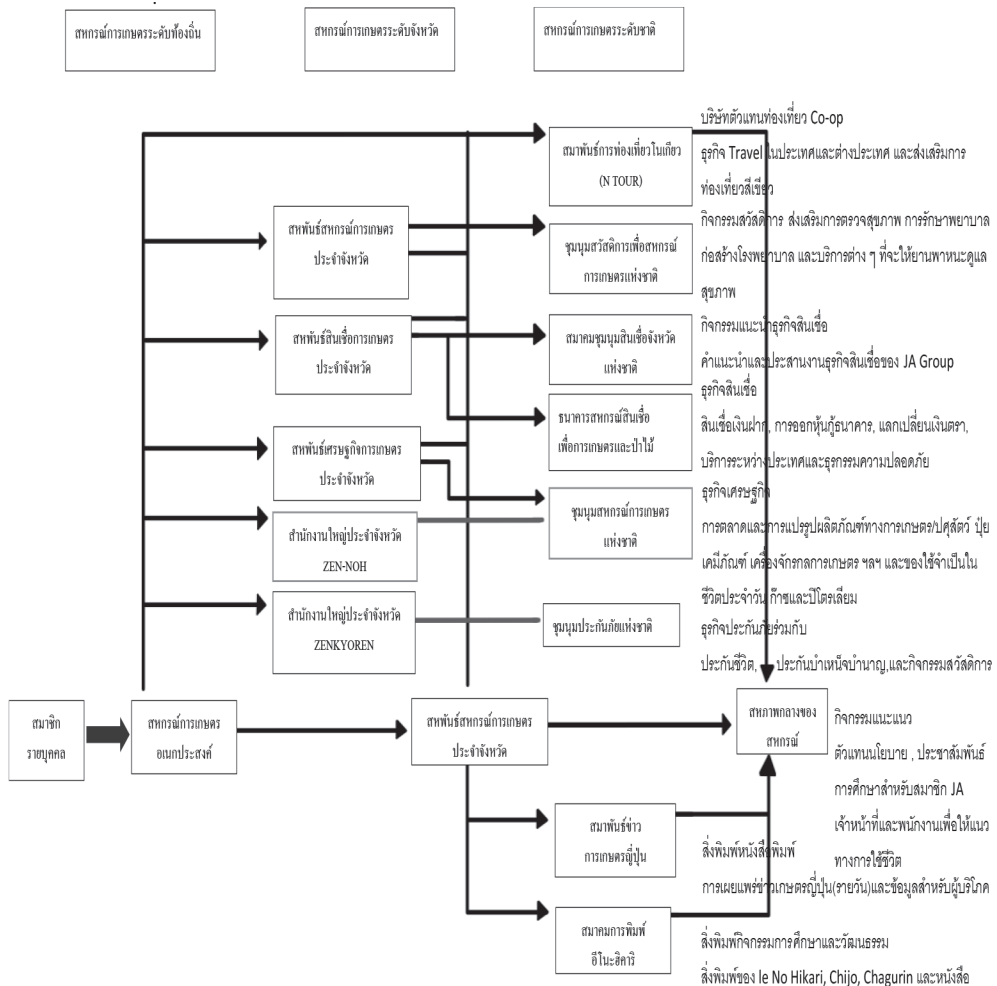 สหกรณ์การเกษตรระดับท้องถิ่น
สหกรณ์การเกษตรระดับจังหวัด
สหกรณ์การเกษตรระดับชาติ
สมาพันธ์การท่องเที่ยวโนเกียว
(N TOUR)
บริษัทตัวแทนท่องเที่ยว Co-op
ธุรกิจ Travel ในประเทศและต่างประเทศ และส่งเสริมการ
ท่องเที่ยวสีเขียว
สหพันธ์สหกรณ์การเกษตร
ประจำจังหวัด
ชุมนุมสวัสดิการเพื่อสหกรณ์
การเกษตรแห่งชาติ
กิจกรรมสวัสดิการ ส่งเสริมการตรวจสุขภาพ การรักษาพยาบาล
ก่อสร้างโรงพยาบาล และบริการต่าง ๆ ที่จะให้ยานพาหนะดูแล
สุขภาพ
สหพันธ์สินเชื่อการเกษตร
ประจำจังหวัด
สมาคมชุมนุมสินเชื่อจังหวัด
แห่งชาติ
กิจกรรมแนะนำธุรกิจสินเชื่อ
คำแนะนำและประสานงานธุรกิจสินเชื่อของ JA Group
ธนาคารสหกรณ์สินเชื่อ
เพื่อการเกษตรและป่าไม้
ธุรกิจสินเชื่อ
สินเชื่อเงินฝาก, การออกหุ้นกู้ธนาคาร, แลกเปลี่ยนเงินตรา,
บริการระหว่างประเทศและธุรกรรมความปลอดภัย
สหพันธ์เศรษฐกิจการเกษตร
ประจำจังหวัด
ชุมนุมสหกรณ์การเกษตร
แห่งชาติ
ธุรกิจเศรษฐกิจ
การตลาดและการแปรรูปผลิตภัณฑ์ทางการเกษตร/ปศุสัตว์ ปุ๋ย
เคมีภัณฑ์ เครื่องจักรกลการเกษตร ฯลฯ และของใช้จำเป็นใน
ชีวิตประจำวัน ก๊าซและปิโตรเลียม
สำนักงานใหญ่ประจำจังหวัด
ZEN-NOH
สำนักงานใหญ่ประจำจังหวัด
ZENKYOREN
ชุมนุมประกันภัยแห่งชาติ
ธุรกิจประกันภัยร่วมกับ
ประกันชีวิต, ประกันบำเหน็จบำนาญ,และกิจกรรมสวัสดิการ
สมาชิก
รายบุคคล
สหกรณ์การเกษตร
อเนกประสงค์
สหพันธ์สหกรณ์การเกษตร
ประจำจังหวัด
สหภาพกลางของ
สหกรณ์
กิจกรรมแนะแนว
ตัวแทนนโยบาย , ประชาสัมพันธ์
การศึกษาสำหรับสมาชิก JA
เจ้าหน้าที่และพนักงานเพื่อให้แนว
ทางการใช้ชีวิต
สมาพันธ์ข่าว
การเกษตรญี่ปุ่น
สิ่งพิมพ์หนังสือพิมพ์
การเผยแพร่ข่าวเกษตรญี่ปุ่น(รายวัน)และข้อมูลสำหรับผู้บริโภค
สมาคมการพิมพ์
อีโนะฮิคาริ
สิ่งพิมพ์กิจกรรมการศึกษาและวัฒนธรรม
สิ่งพิมพ์ของ Ie No Hikari, Chijo, Chagurin และหนังสือ